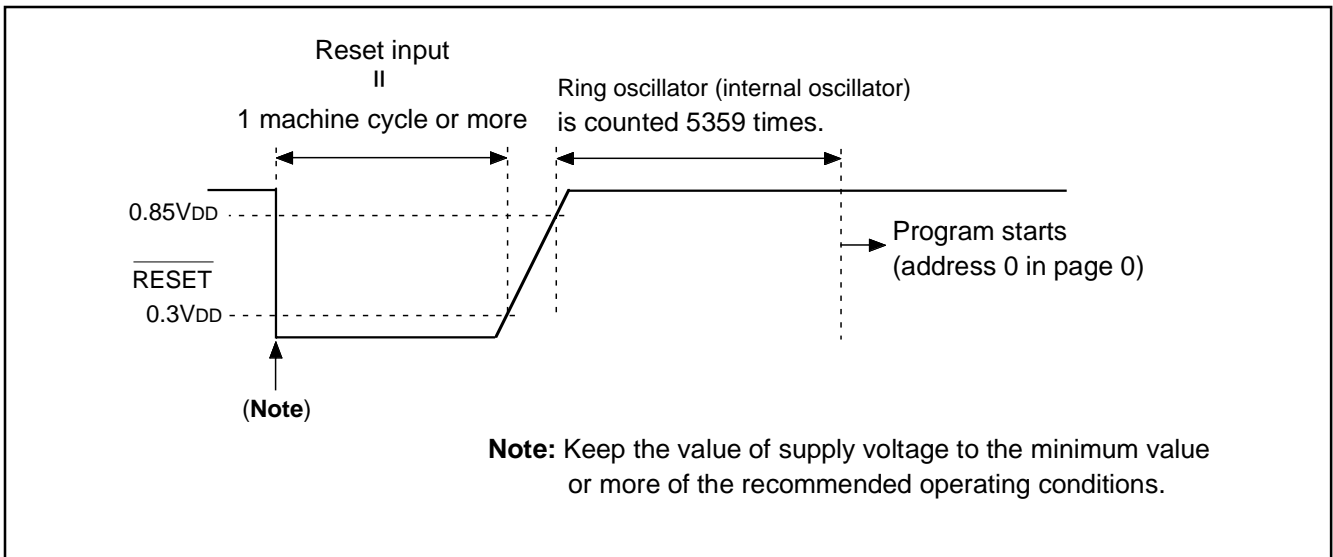 Reset input
=
1 machine cycle or more
Ring oscillator (internal oscillator)
is counted 5359 times.
0.85VDD
RESET
0.3VDD
Program starts
(address 0 in page 0)
(Note)
Note: Keep the value of supply voltage to the minimum value
or more of the recommended operating conditions.